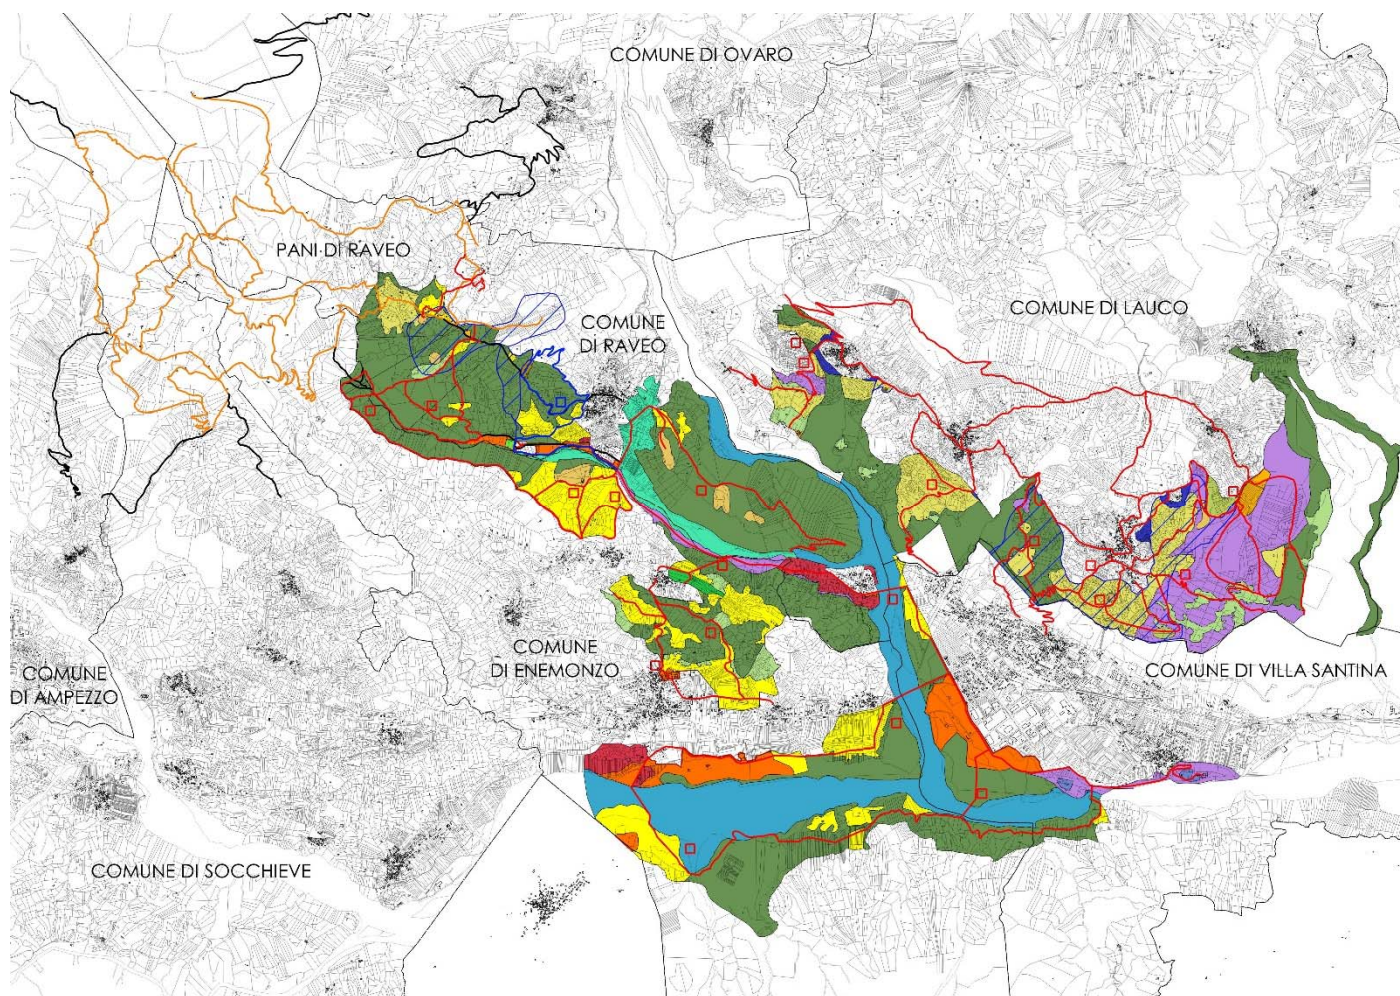 COMUNE DI OVARO
PANI DI RAVEO
COMUNE DI LAUCO
COMUNE
DI RAVEO
COMUNE
DI ENEMONZO
COMUNE DI VILLA SANTINA
COMUNE
DI AMPEZZO
COMUNE DI SOCCHIEVE